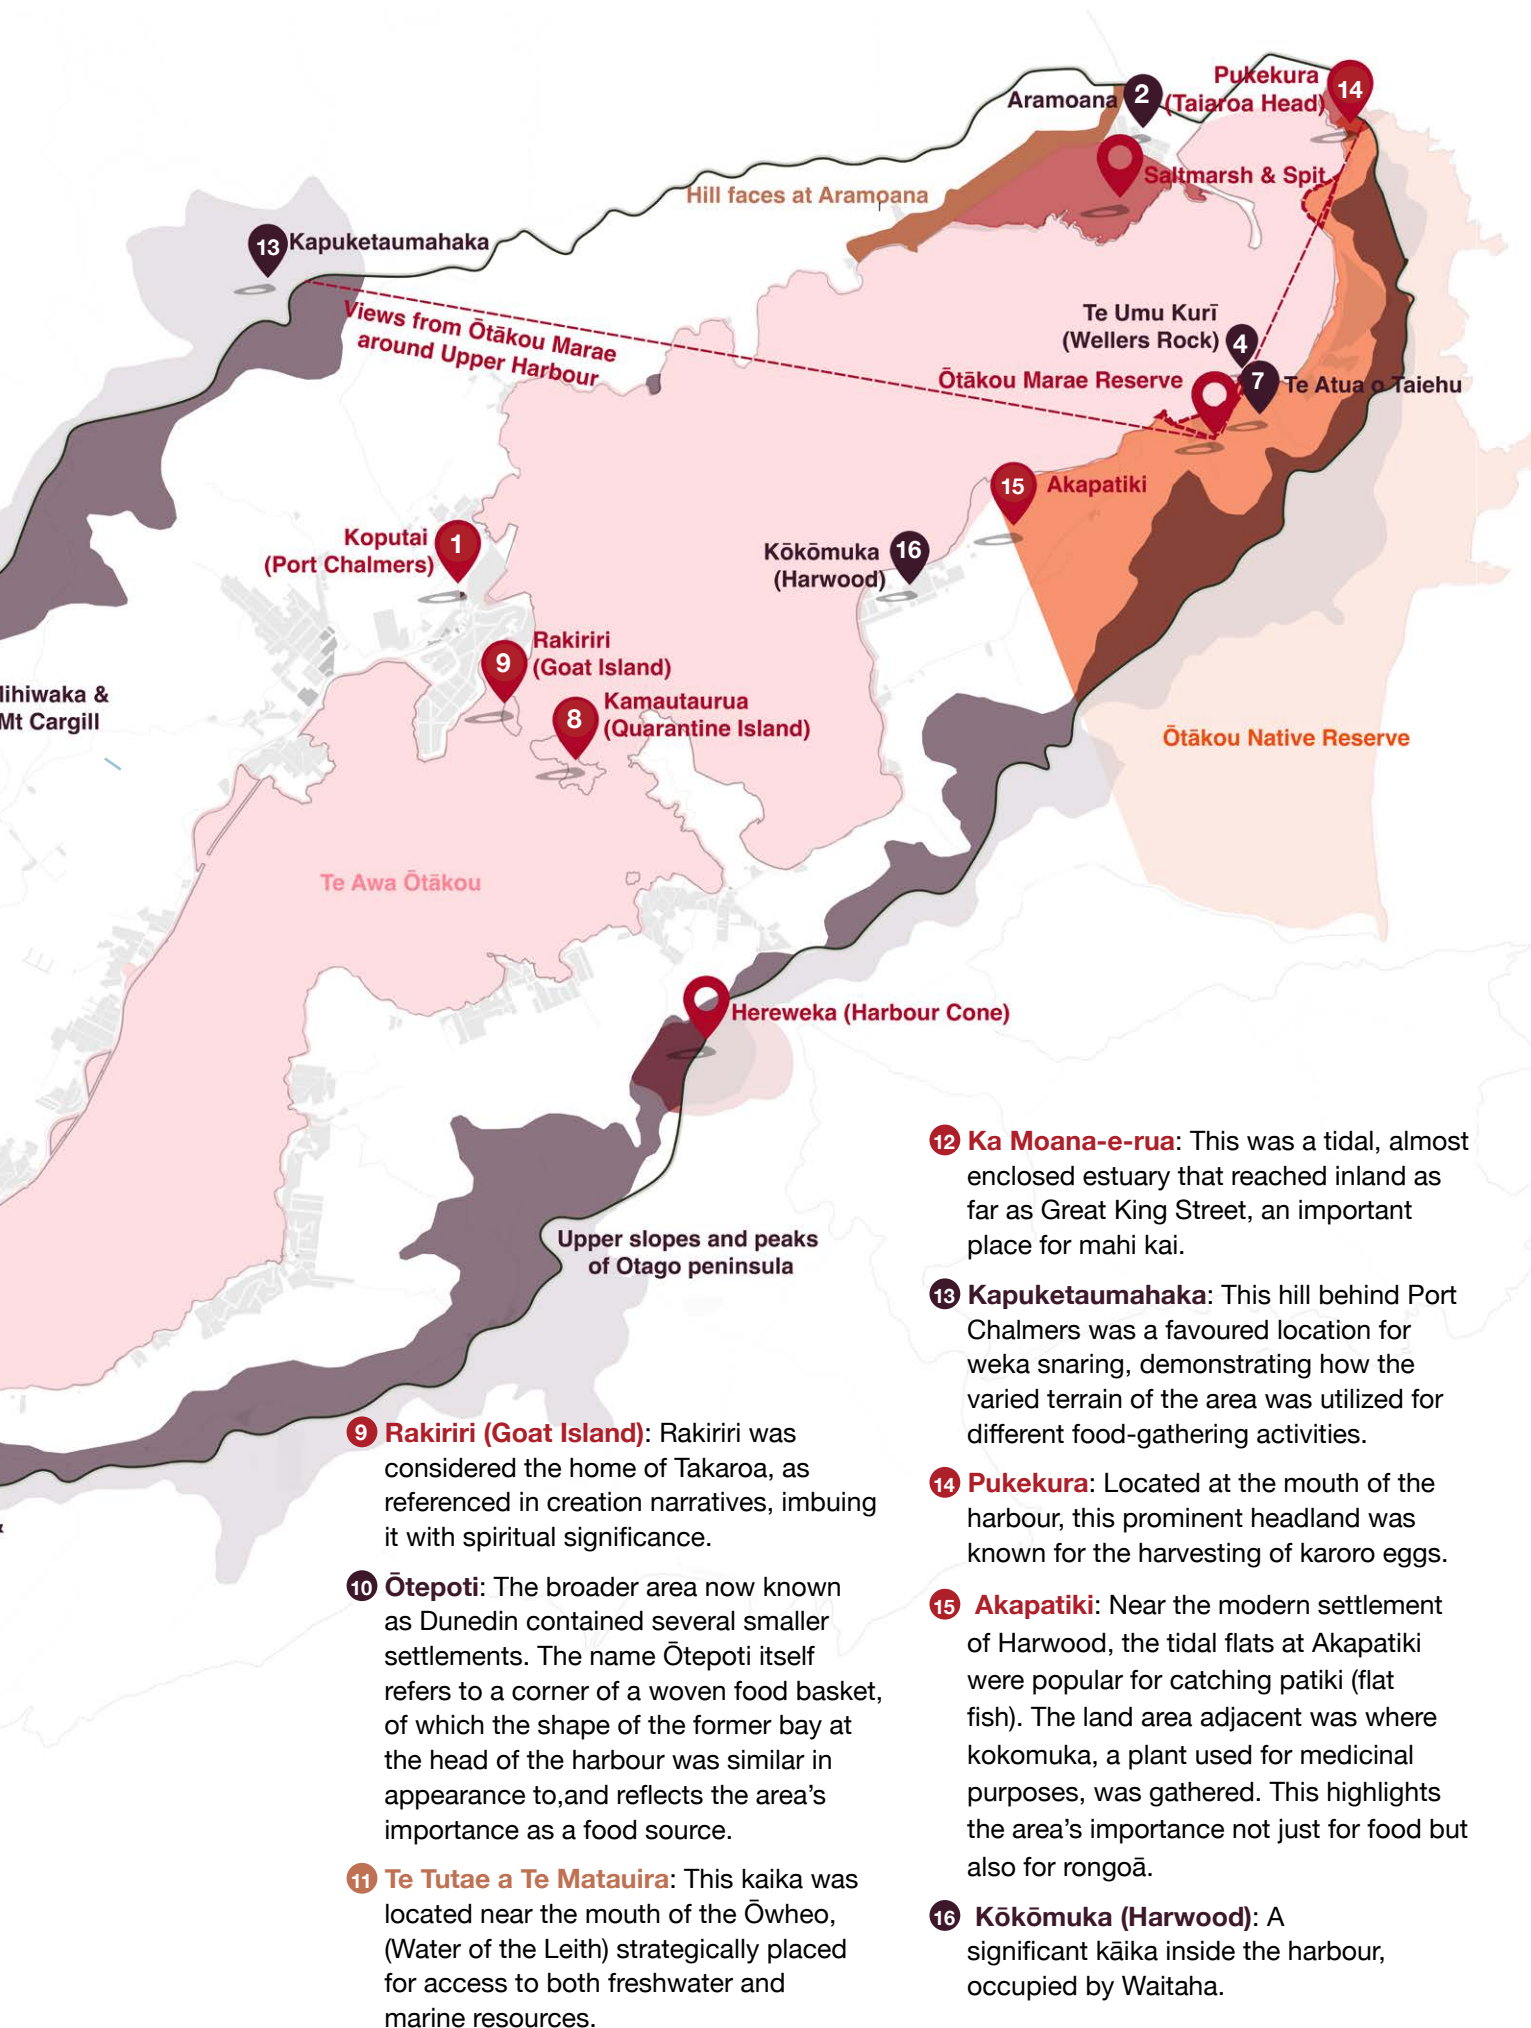 Pukekura
(Taiaroa Head)
14
Aramoana
2
Saltmarsh & Spit
Hill faces at Aramoana
13
Kapuketaumahaka
Views from Ōtākou Marae
around Upper Harbour
Te Umu Kurī
(Wellers Rock)
4
Ōtākou Marae Reserve
7
Te Atua o Taiehu
15
Akapatiki
Koputai
(Port Chalmers)
1
Kōkōmuka
(Harwood)
16
Rakiriri
(Goat Island)
9
Kamautaurua
(Quarantine Island)
8
lihiwaka &
Mt Cargill
Ōtākou Native Reserve
Te Awa Ōtākou
Hereweka (Harbour Cone)
Upper slopes and peaks
of Otago peninsula
9 Rakiriri (Goat Island): Rakiriri was
considered the home of Takaroa, as
referenced in creation narratives, imbuing
it with spiritual significance.
10 Ōtepoti: The broader area now known
as Dunedin contained several smaller
settlements. The name Ōtepoti itself
refers to a corner of a woven food basket,
of which the shape of the former bay at
the head of the harbour was similar in
appearance to,and reflects the area's
importance as a food source.
11 Te Tutae a Te Matauira: This kaika was
located near the mouth of the Ōwheo,
(Water of the Leith) strategically placed
for access to both freshwater and
marine resources.
12 Ka Moana-e-rua: This was a tidal, almost
enclosed estuary that reached inland as
far as Great King Street, an important
place for mahi kai.
13 Kapuketaumahaka: This hill behind Port
Chalmers was a favoured location for
weka snaring, demonstrating how the
varied terrain of the area was utilized for
different food-gathering activities.
14 Pukekura: Located at the mouth of the
harbour, this prominent headland was
known for the harvesting of karoro eggs.
15 Akapatiki: Near the modern settlement
of Harwood, the tidal flats at Akapatiki
were popular for catching patiki (flat
fish). The land area adjacent was where
kokomuka, a plant used for medicinal
purposes, was gathered. This highlights
the area's importance not just for food but
also for rongoā.
16 Kōkōmuka (Harwood): A
significant kāika inside the harbour,
occupied by Waitaha.